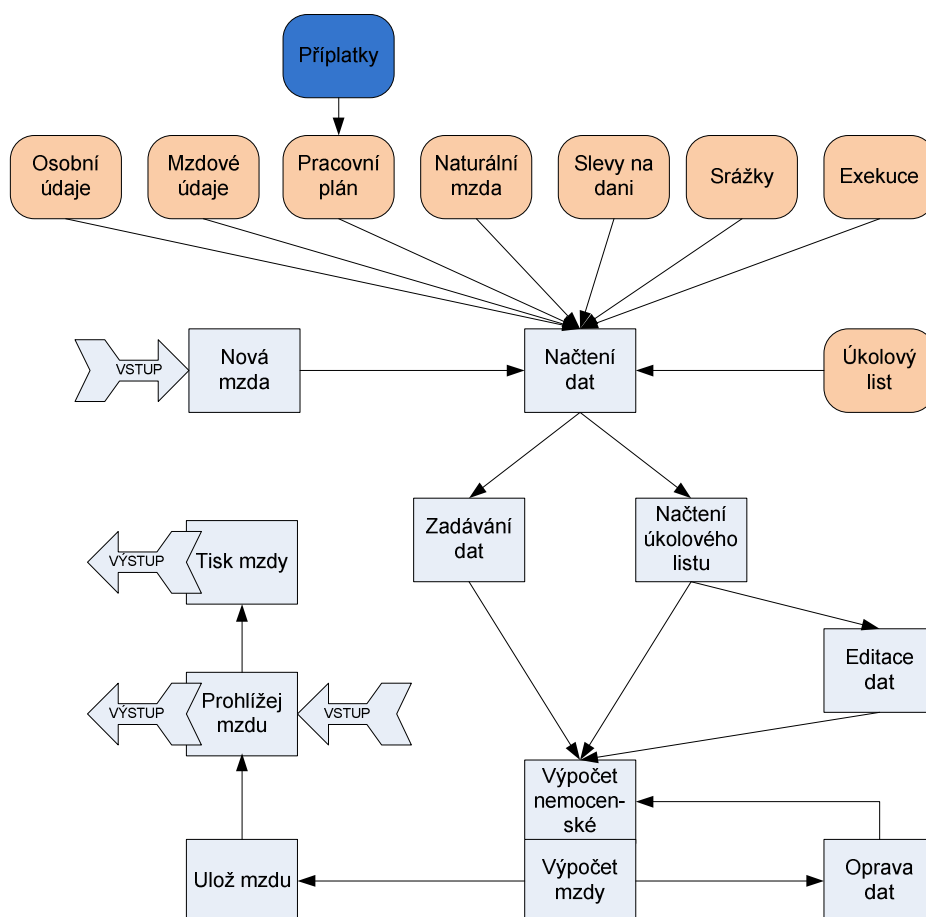 Příplatky
Osobní
údaje
Mzdové
údaje
Pracovní
plán
Naturální
mzda
Slevy na
dani
Srážky
Exekuce
VSTUP
Nová
mzda
Načtení
dat
Úkolový
list
Zadávání
dat
Načtení
úkolového
listu
VÝSTUP
Tisk mzdy
Editace
dat
VÝSTUP
Prohlížej
mzdu
VSTUP
Výpočet
nemocen-
ské
Ulož mzdu
Výpočet
mzdy
Oprava
dat